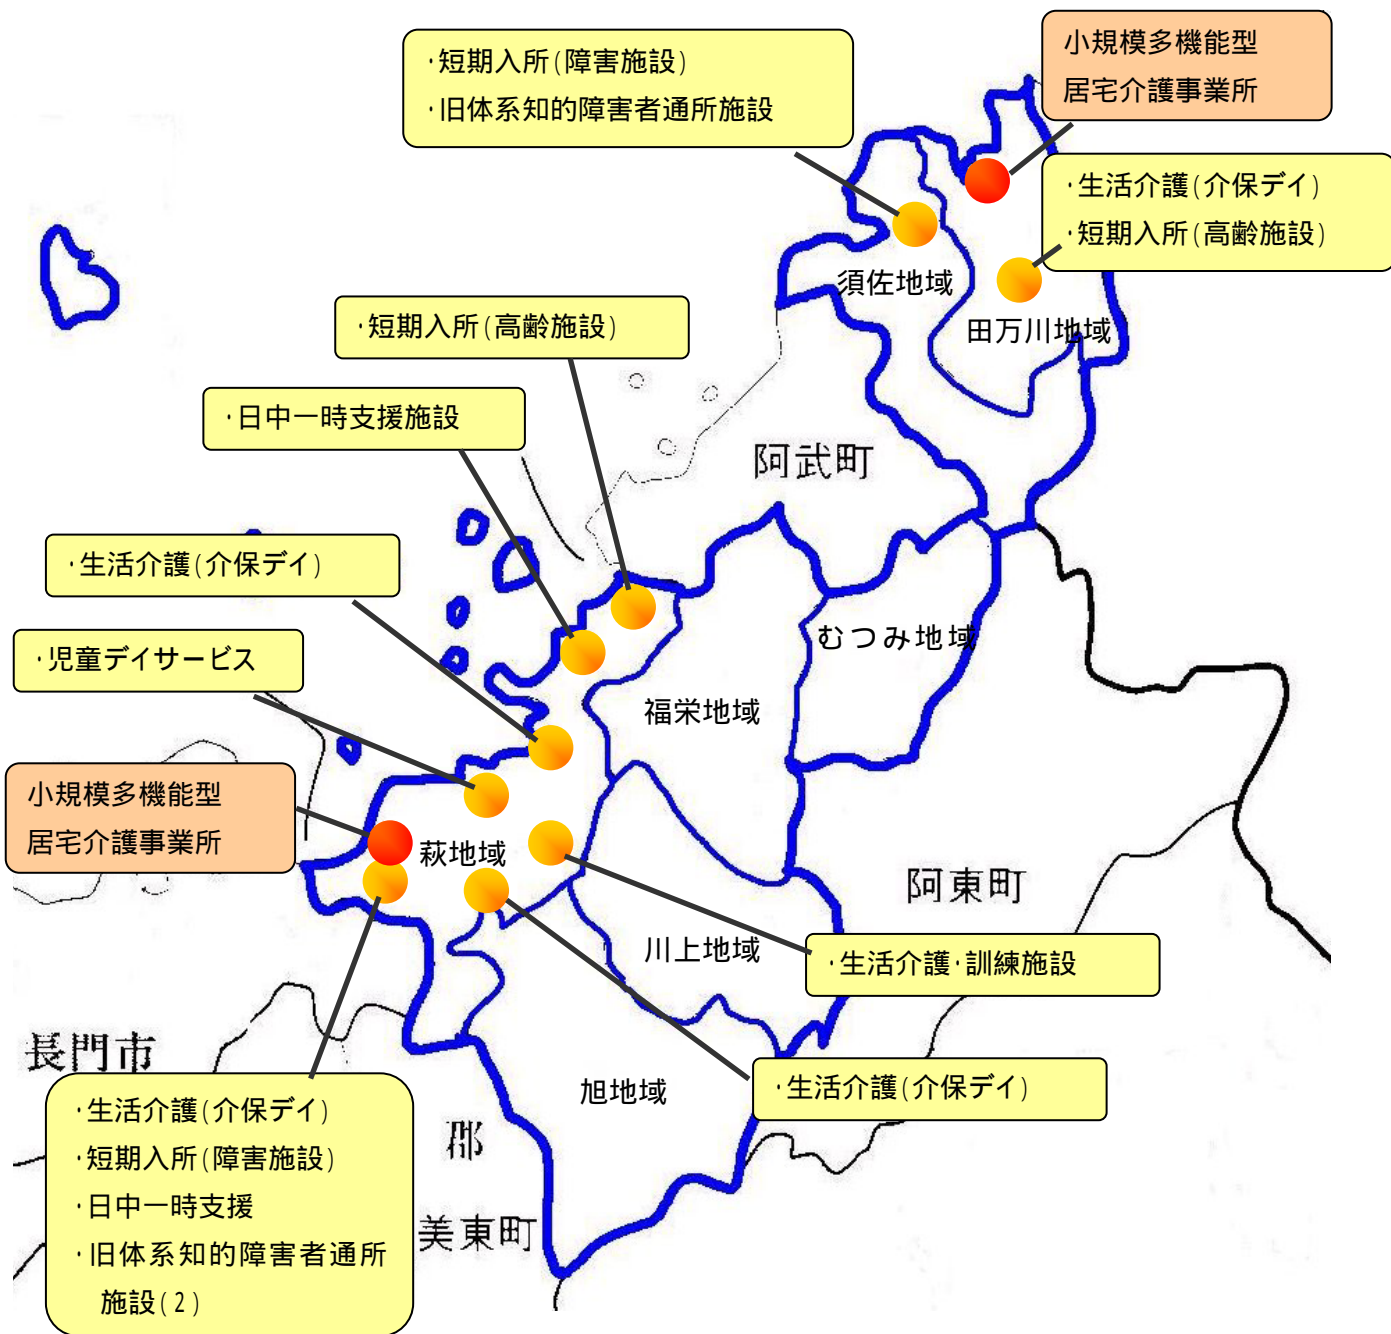 小規模多機能型
居宅介護事業所
・短期入所(障害施設)
・旧体系知的障害者通所施設
・生活介護(介保デイ)
・短期入所(高齢施設)
須佐地域
田万川地域
・短期入所(高齢施設)
・日中一時支援施設
阿武町
・生活介護(介保デイ)
むつみ地域
・児童デイサービス
福栄地域
小規模多機能型
居宅介護事業所
萩地域
阿東町
川上地域
・生活介護・訓練施設
長門市
旭地域
・生活介護(介保デイ)
・生活介護(介保デイ)
・短期入所(障害施設)
・日中一時支援
・旧体系知的障害者通所
施設(2)
郡
美東町